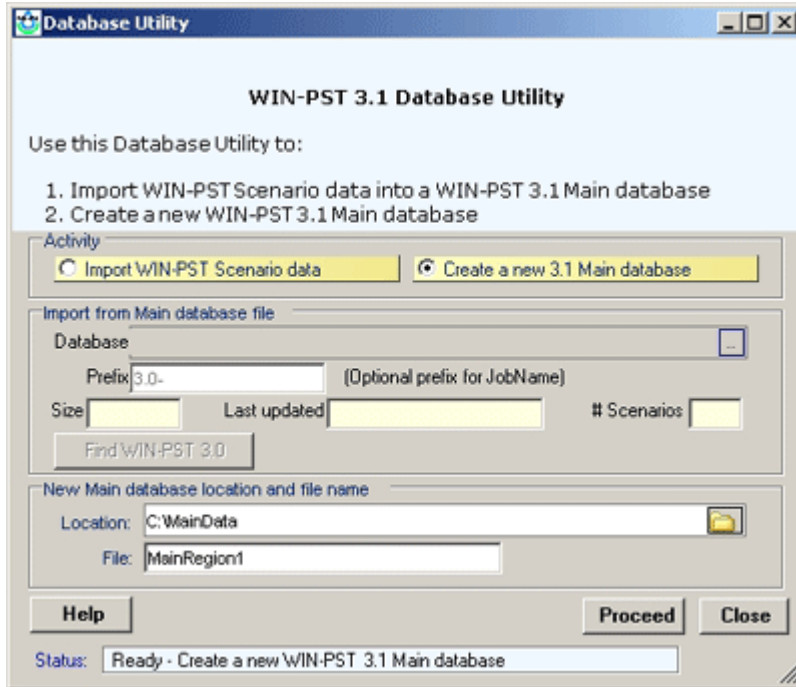 Database Utility
WIN-PST 3.1 Database Utility
Use this Database Utility to:
1. Import WIN-PST Scenario data into a WIN-PST 3.1 Main database
2. Create a new WIN-PST 3.1 Main database
Activity
Import WIN-PST Scenario data Create a new 3.1 Main database
Import from Main database file
Database ...
Prefix 3.0- (Optional prefix for JobName)
Size Last updated # Scenarios
Find WIN-PST 3.0
New Main database location and file name
Location: C:\MainData
File: MainRegion1
Help Proceed Close
Status: Ready - Create a new WIN-PST 3.1 Main database